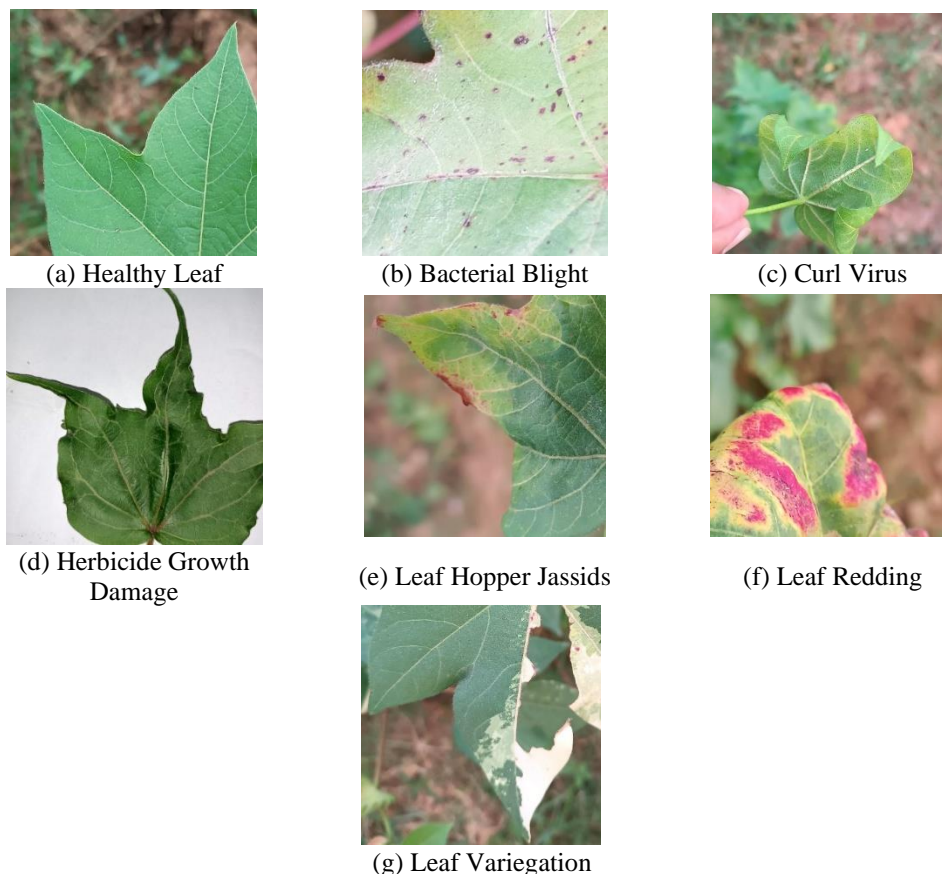 (a) Healthy Leaf
(b) Bacterial Blight
(c) Curl Virus
(d) Herbicide Growth
Damage
(e) Leaf Hopper Jassids
(f) Leaf Redding
(g) Leaf Variegation